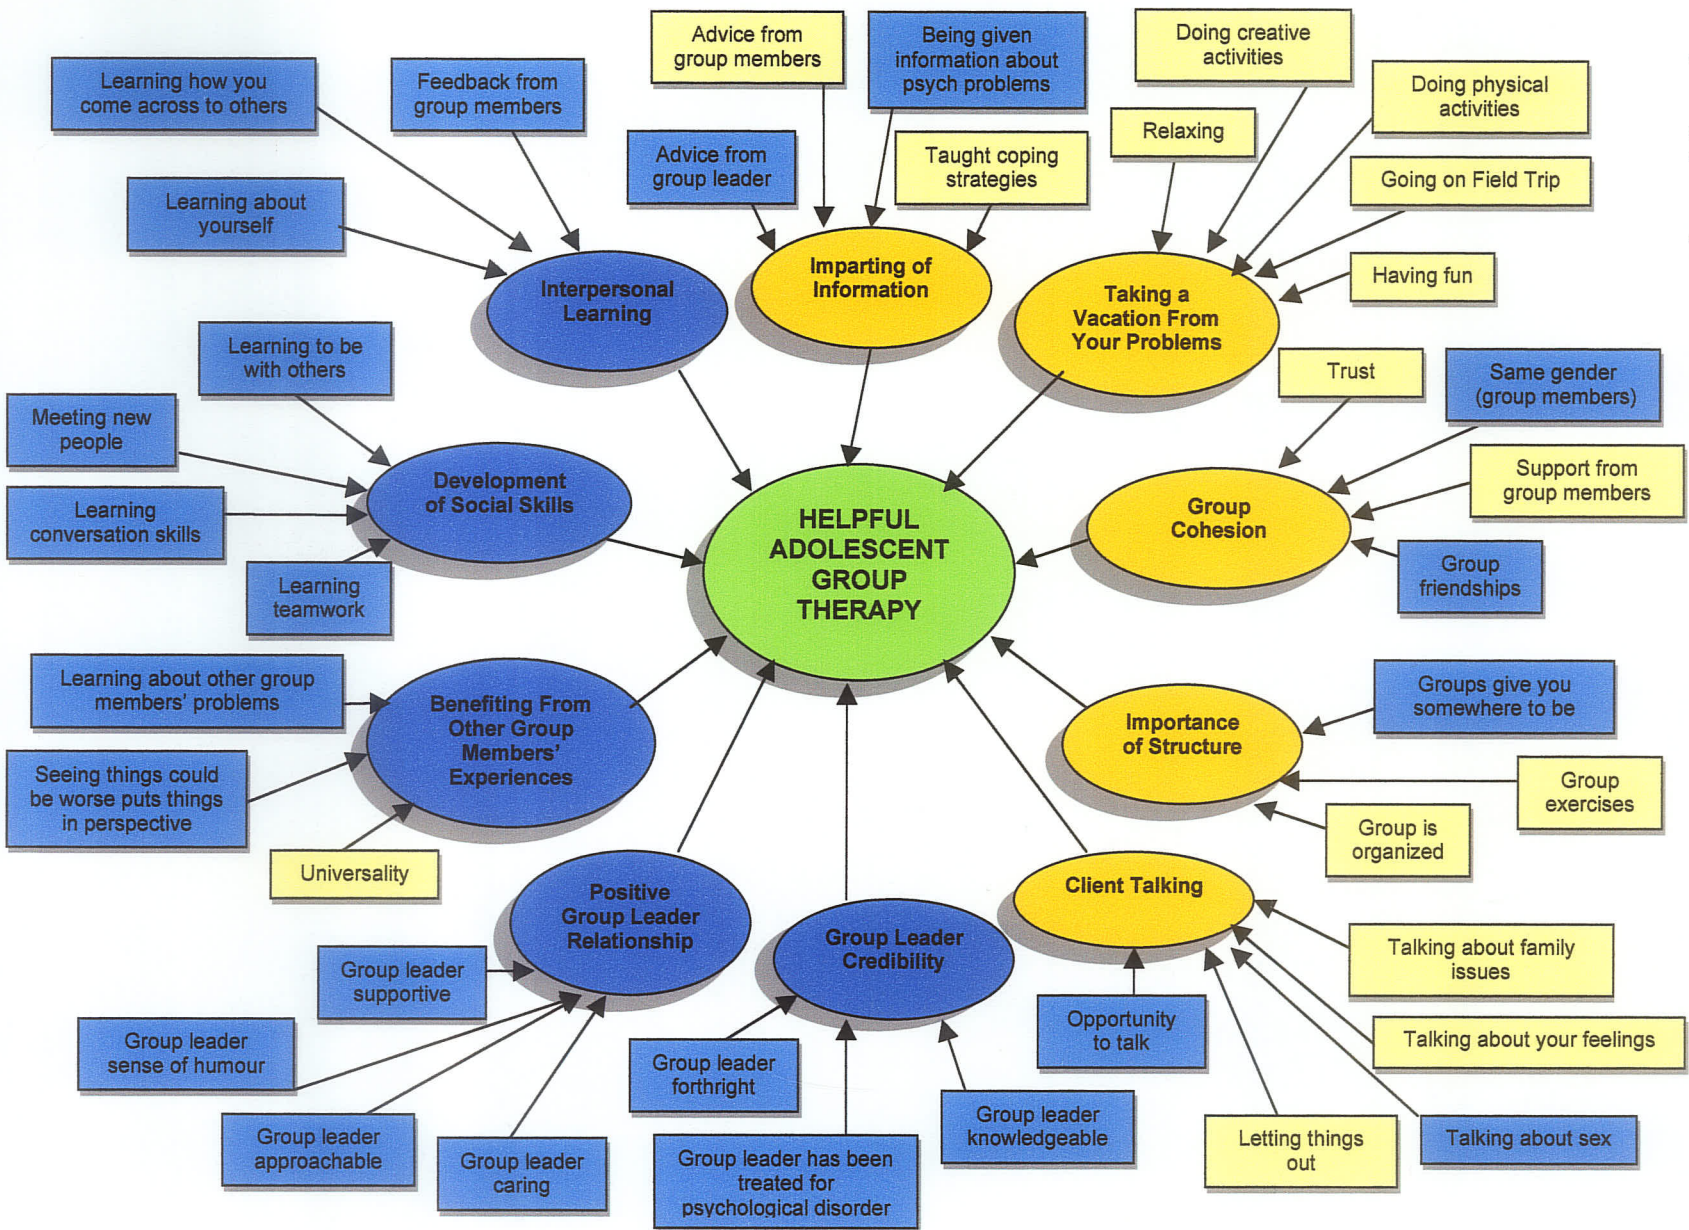 Learning how you
come across to others
Feedback from
group members
Advice from
group members
Being given
information about
psych problems
Doing creative
activities
Doing physical
activities
Relaxing
Advice from
group leader
Taught coping
strategies
Going on Field Trip
Learning about
yourself
Having fun
Interpersonal
Learning
Imparting of
Information
Taking a
Vacation From
Your Problems
Learning to be
with others
Trust
Same gender
(group members)
Meeting new
people
Development
of Social Skills
Support from
group members
Group
Cohesion
Learning
conversation skills
HELPFUL
ADOLESCENT
GROUP
THERAPY
Group
friendships
Learning
teamwork
Learning about other group
members' problems
Benefiting From
Other Group
Members'
Experiences
Importance
of Structure
Groups give you
somewhere to be
Seeing things could
be worse puts things
in perspective
Group
exercises
Group is
organized
Universality
Positive
Group Leader
Relationship
Group Leader
Credibility
Client Talking
Talking about family
issues
Group leader
supportive
Opportunity
to talk
Talking about your feelings
Group leader
sense of humour
Group leader
forthright
Group leader
knowledgeable
Group leader
approachable
Group leader
caring
Group leader has been
treated for
psychological disorder
Letting things
out
Talking about sex